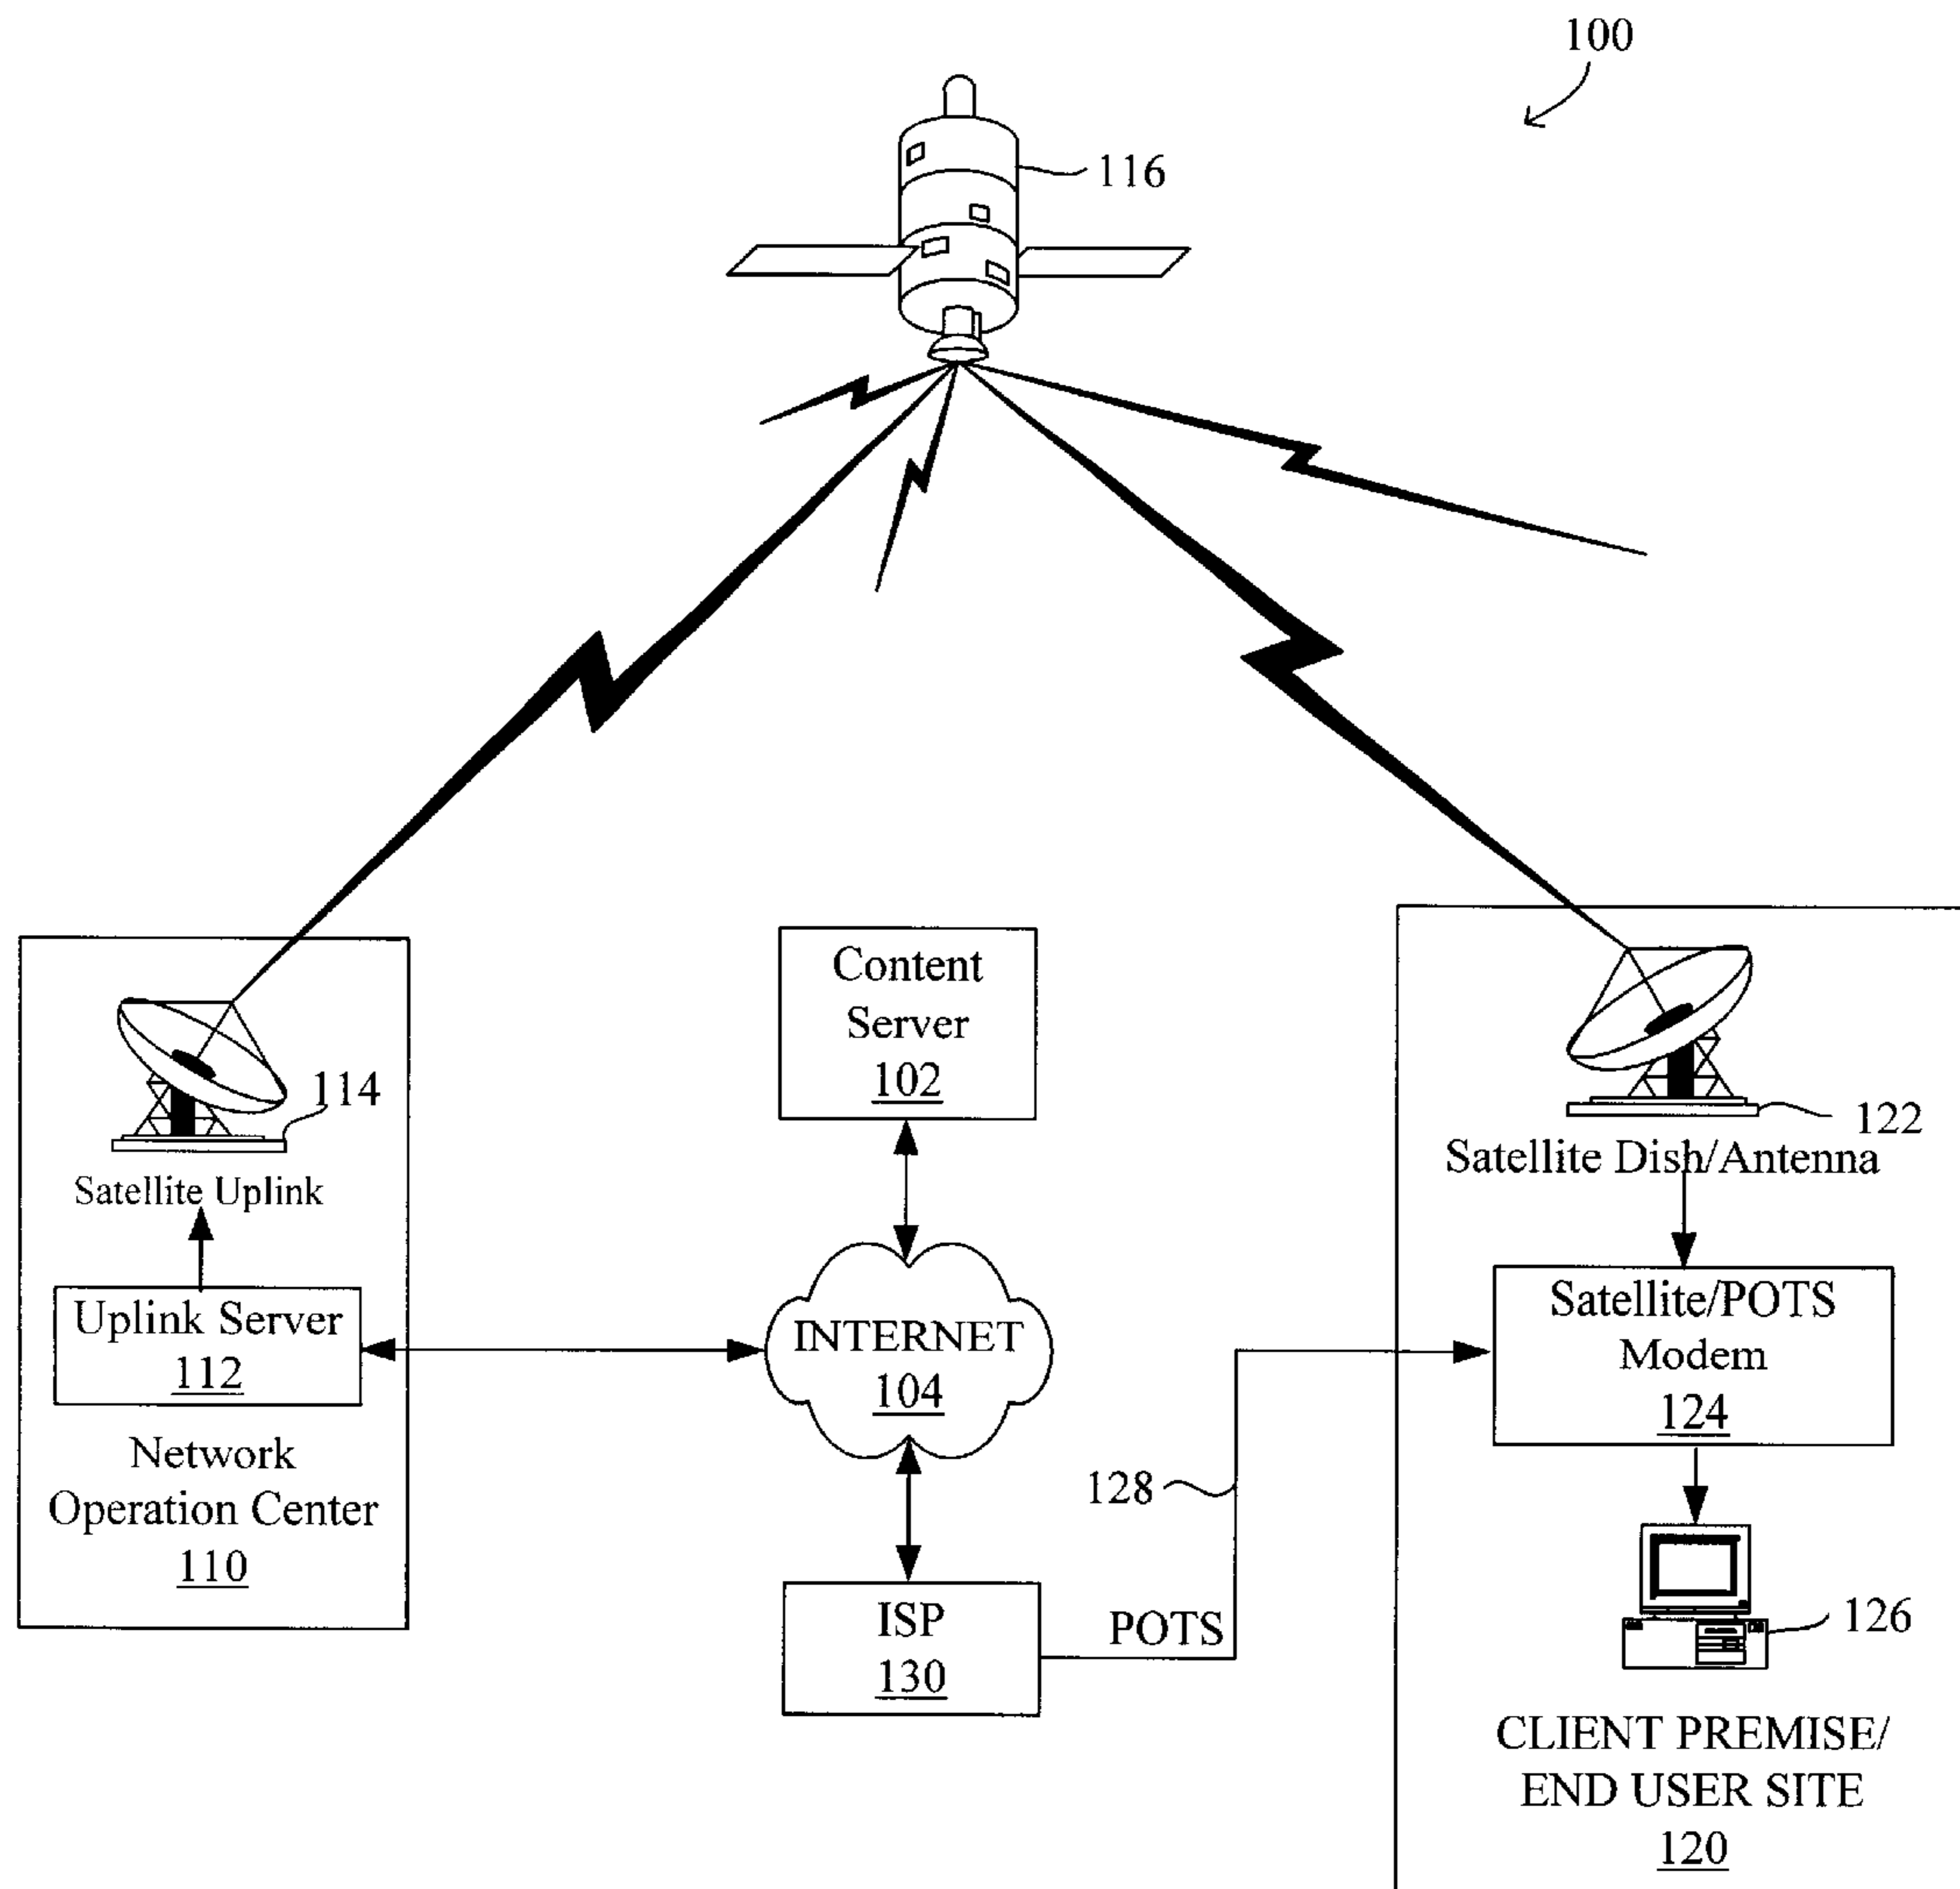 100
116
Content
Server
102
114
122
Satellite Dish/Antenna
Satellite Uplink
Uplink Server
112
INTERNET
104
Satellite/POTS
Modem
124
Network
Operation Center
110
128
ISP
130
POTS
126
CLIENT PREMISE/
END USER SITE
120